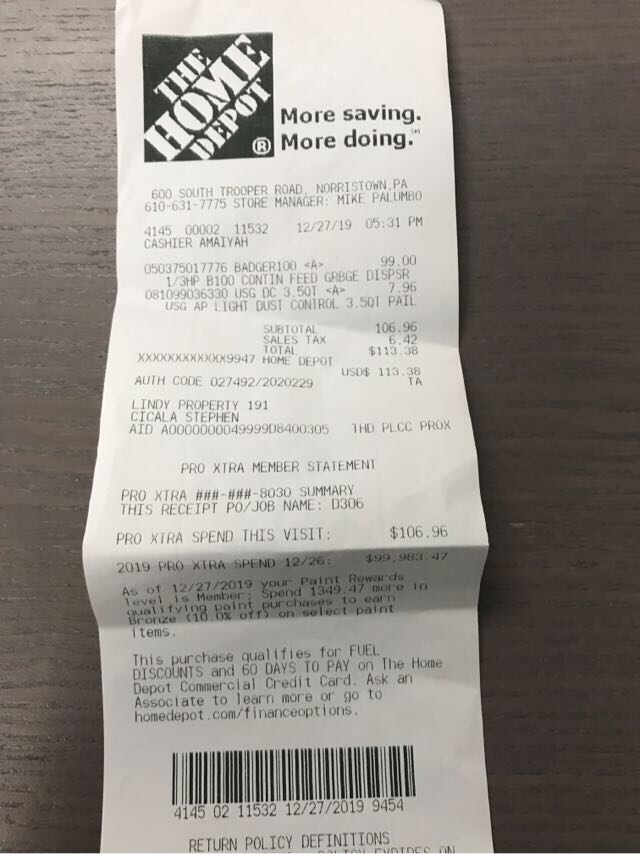 THE
HOME
DEPOT
®
More saving.
More doing.℠
600 SOUTH TROOPER ROAD, NORRISTOWN,PA
610-631-7775 STORE MANAGER: MIKE PALUMBO
4145 00002 11532 12/27/19 05:31 PM
CASHIER AMAIYAH
050375017776 BADGER100 <A> 99.00
1/3HP B100 CONTIN FEED GRBGE DISPSR
081099036330 USG DC 3.5QT <A> 7.96
USG AP LIGHT DUST CONTROL 3.5QT PAIL
SUBTOTAL 106.96
SALES TAX 6.42
TOTAL $113.38
XXXXXXXXXXXX9947 HOME DEPOT
USD$ 113.38
AUTH CODE 027492/2020229 TA
LINDY PROPERTY 191
CICALA STEPHEN
AID A0000000049999D8400305 THD PLCC PROX
PRO XTRA MEMBER STATEMENT
PRO XTRA ###-###-8030 SUMMARY
THIS RECEIPT PO/JOB NAME: D306
PRO XTRA SPEND THIS VISIT: $106.96
2019 PRO XTRA SPEND 12/26: $99,983.47
As of 12/27/2019 your Paint Rewards
level is Member; Spend 1349.47 more in
qualifying paint purchases to earn
Bronze (10.0% off) on select paint
items.
This purchase qualifies for FUEL
DISCOUNTS and 60 DAYS TO PAY on The Home
Depot Commercial Credit Card. Ask an
Associate to learn more or go to
homedepot.com/financeoptions.
4145 02 11532 12/27/2019 9454
RETURN POLICY DEFINITIONS
POLICY EXPIRES ON